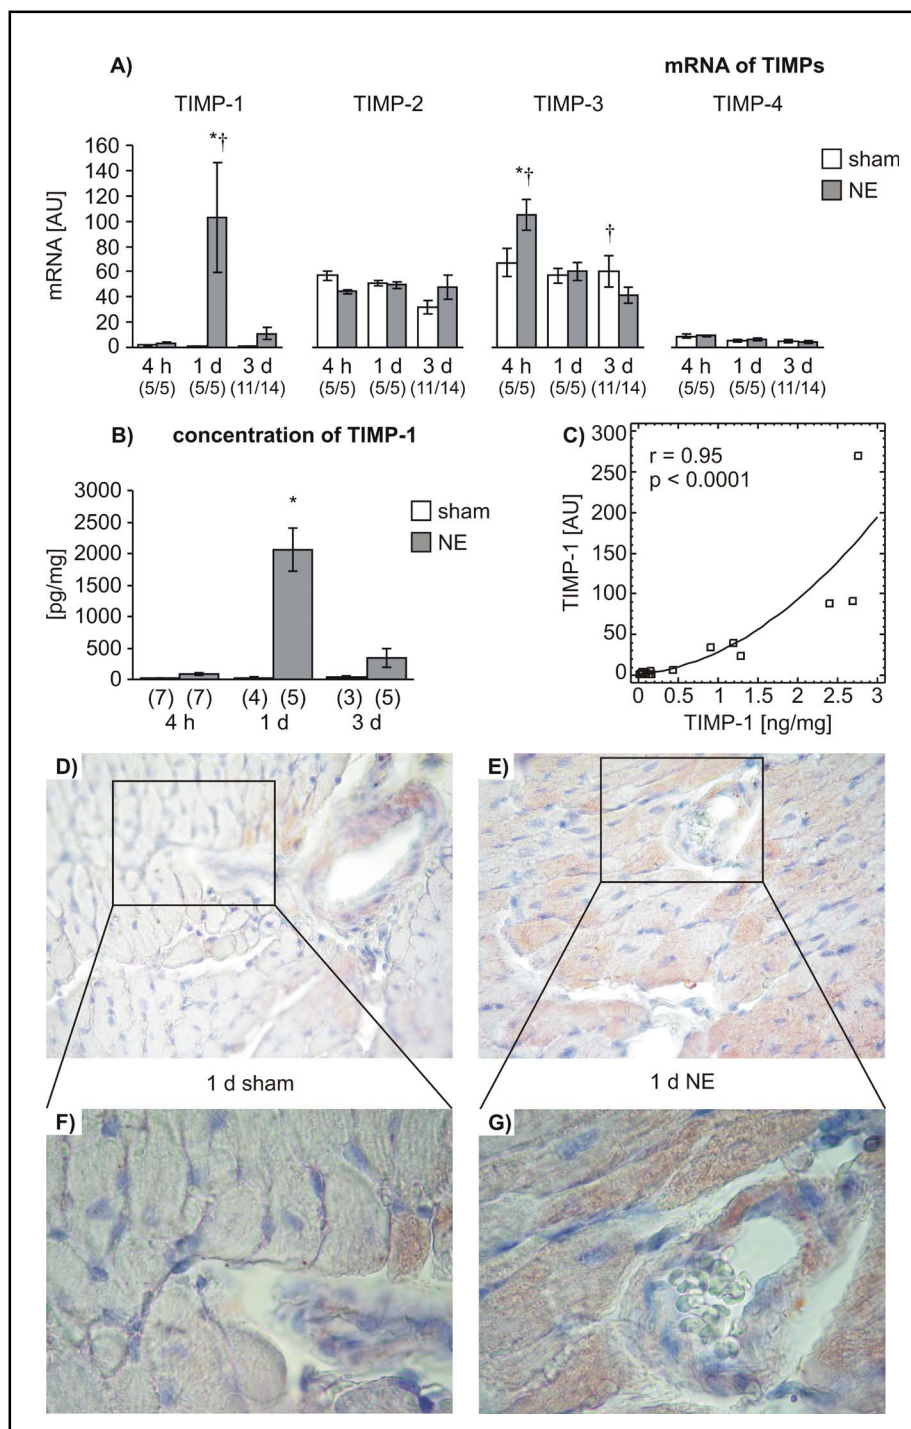 A) mRNA of TIMPs
TIMP-1 TIMP-2 TIMP-3 TIMP-4
*† *† †
sham
NE
mRNA [AU]
160
140
120
100
80
60
40
20
0
4 h 1 d 3 d 4 h 1 d 3 d 4 h 1 d 3 d 4 h 1 d 3 d
(5/5) (5/5) (11/14) (5/5) (5/5) (11/14) (5/5) (5/5) (11/14) (5/5) (5/5) (11/14)
B) concentration of TIMP-1
[pg/mg]
3000
2500
2000
1500
1000
500
0
*
sham
NE
(7) (7) (4) (5) (3) (5)
4 h 1 d 3 d
C)
r = 0.95
p < 0.0001
TIMP-1 [AU]
300
250
200
150
100
50
0
0 0.5 1 1.5 2 2.5 3
TIMP-1 [ng/mg]
D) E)
1 d sham 1 d NE
F) G)